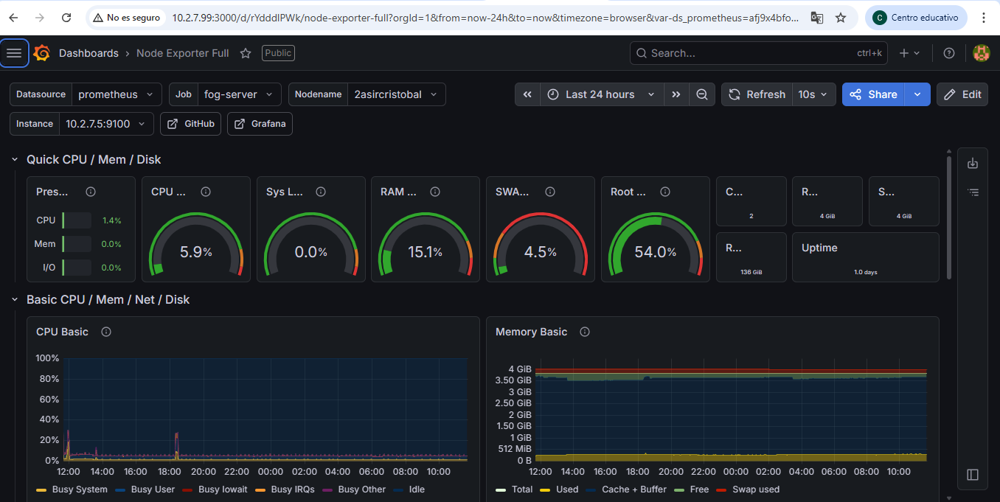 No es seguro 10.2.7.99:3000/d/rYdddlPWk/node-exporter-full?orgId=1&from=now-24h&to=now&timezone=browser&var-ds_prometheus=afj9x4bfo... C Centro educativo
Dashboards › Node Exporter Full Public Search... ctrl+k
Datasource prometheus Job fog-server Nodename 2asircristobal Last 24 hours Refresh 10s Share Edit
Instance 10.2.7.5:9100 GitHub Grafana
Quick CPU / Mem / Disk
Pres... CPU ... Sys L... RAM ... SWA... Root ... C... R... S...
CPU 1.4% 2 4 GiB 4 GiB
Mem 0.0% 5.9% 0.0% 15.1% 4.5% 54.0% R... Uptime
I/O 0.0% 136 GiB 1.0 days
Basic CPU / Mem / Net / Disk
CPU Basic Memory Basic
100%
80%
60%
40%
20%
0%
12:00 14:00 16:00 18:00 20:00 22:00 00:00 02:00 04:00 06:00 08:00 10:00
Busy System Busy User Busy Iowait Busy IRQs Busy Other Idle
4 GiB
3.50 GiB
3 GiB
2.50 GiB
2 GiB
1.50 GiB
1 GiB
512 MiB
0 B
12:00 14:00 16:00 18:00 20:00 22:00 00:00 02:00 04:00 06:00 08:00 10:00
Total Used Cache + Buffer Free Swap used